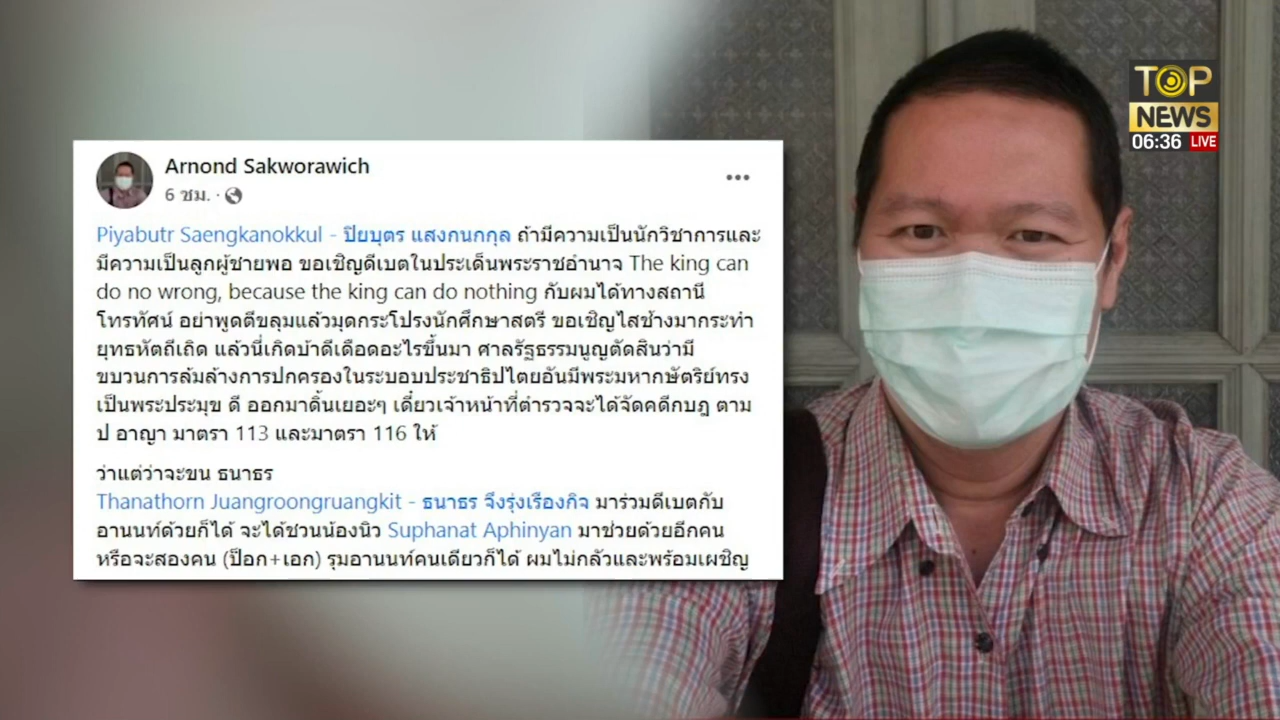 TOP
NEWS
06:36 LIVE
Arnond Sakworawich
6 ชม. ·
Piyabutr Saengkanokkul - ปิยบุตร แสงกนกกุล ถ้ามีความเป็นนักวิชาการและ
มีความเป็นลูกผู้ชายพอ ขอเชิญดีเบตในประเด็นพระราชอำนาจ The king can
do no wrong, because the king can do nothing กับผมได้ทางสถานี
โทรทัศน์ อย่าพูดตีขลุมแล้วมุดกระโปรงนักศึกษาสตรี ขอเชิญไสช้างมากระทำ
ยุทธหัตถีเถิด แล้วนี่เกิดบ้าดีเดือดอะไรขึ้นมา ศาลรัฐธรรมนูญตัดสินว่ามี
ขบวนการล้มล้างการปกครองในระบอบประชาธิปไตยอันมีพระมหากษัตริย์ทรง
เป็นพระประมุข ดี ออกมาดิ้นเยอะๆ เดี๋ยวเจ้าหน้าที่ตำรวจจะได้จัดคดีกบฎ ตาม
ป อาญา มาตรา 113 และมาตรา 116 ให้
ว่าแต่ว่าจะขน ธนาธร
Thanathorn Juangroongruangkit - ธนาธร จึงรุ่งเรืองกิจ มาร่วมดีเบตกับ
อานนท์ด้วยก็ได้ จะได้ชวนน้องนิว Suphanat Aphinyan มาช่วยด้วยอีกคน
หรือจะสองคน (ป๊อก+เอก) รุมอานนท์คนเดียวก็ได้ ผมไม่กลัวและพร้อมเผชิญ